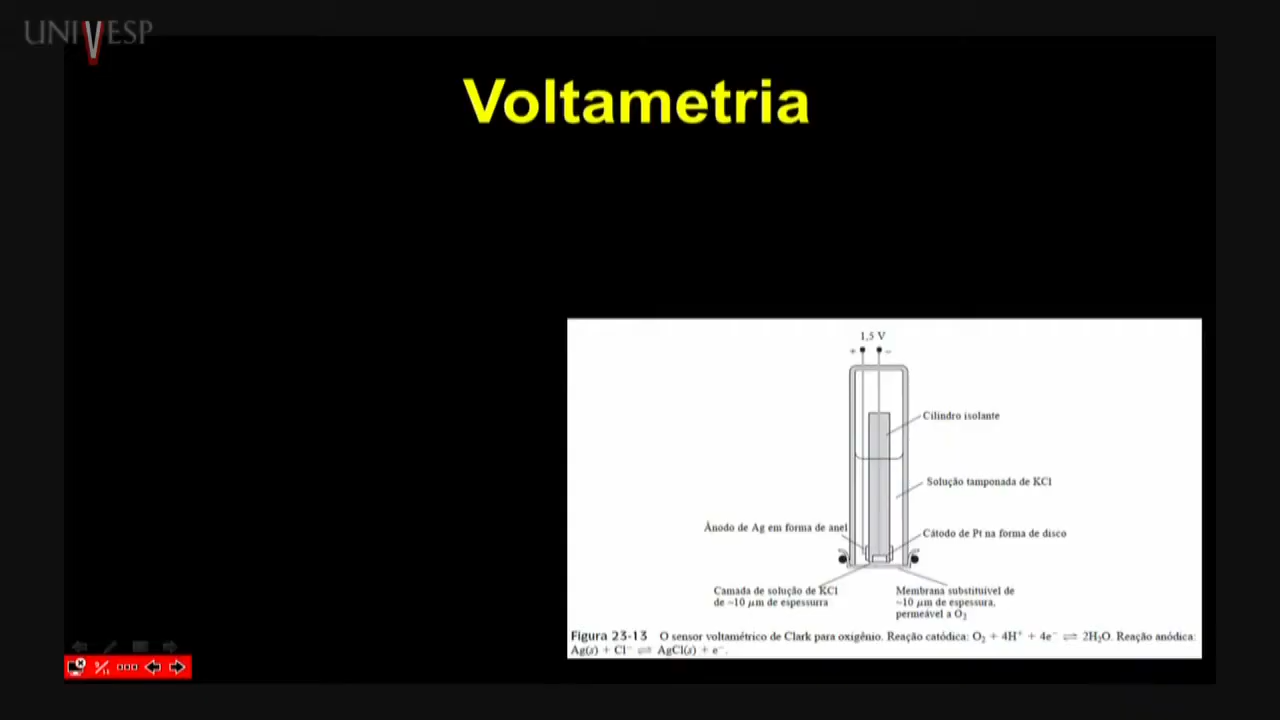 UNIVESP
Voltametria
1,5 V
+ –
Cilindro isolante
Solução tamponada de KCl
Ânodo de Ag em forma de anel
Cátodo de Pt na forma de disco
Camada de solução de KCl
de ~10 μm de espessurra
Membrana substituível de
~10 μm de espessura,
permeável a O₂
Figura 23-13 O sensor voltamétrico de Clark para oxigênio. Reação catódica: O₂ + 4H⁺ + 4e⁻ ⇌ 2H₂O. Reação anódica:
Ag(s) + Cl⁻ ⇌ AgCl(s) + e⁻.